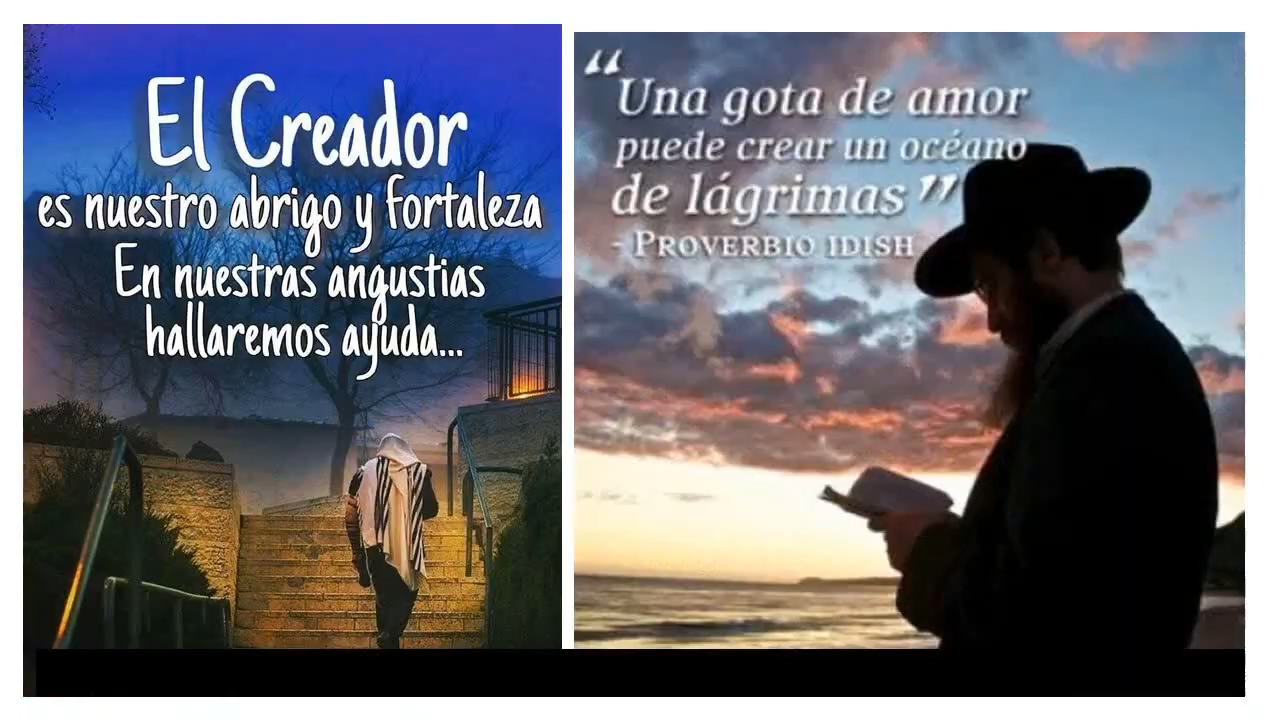 El Creador
es nuestro abrigo y fortaleza
En nuestras angustias
hallaremos ayuda...
“Una gota de amor
puede crear un océano
de lágrimas”
- PROVERBIO IDISH